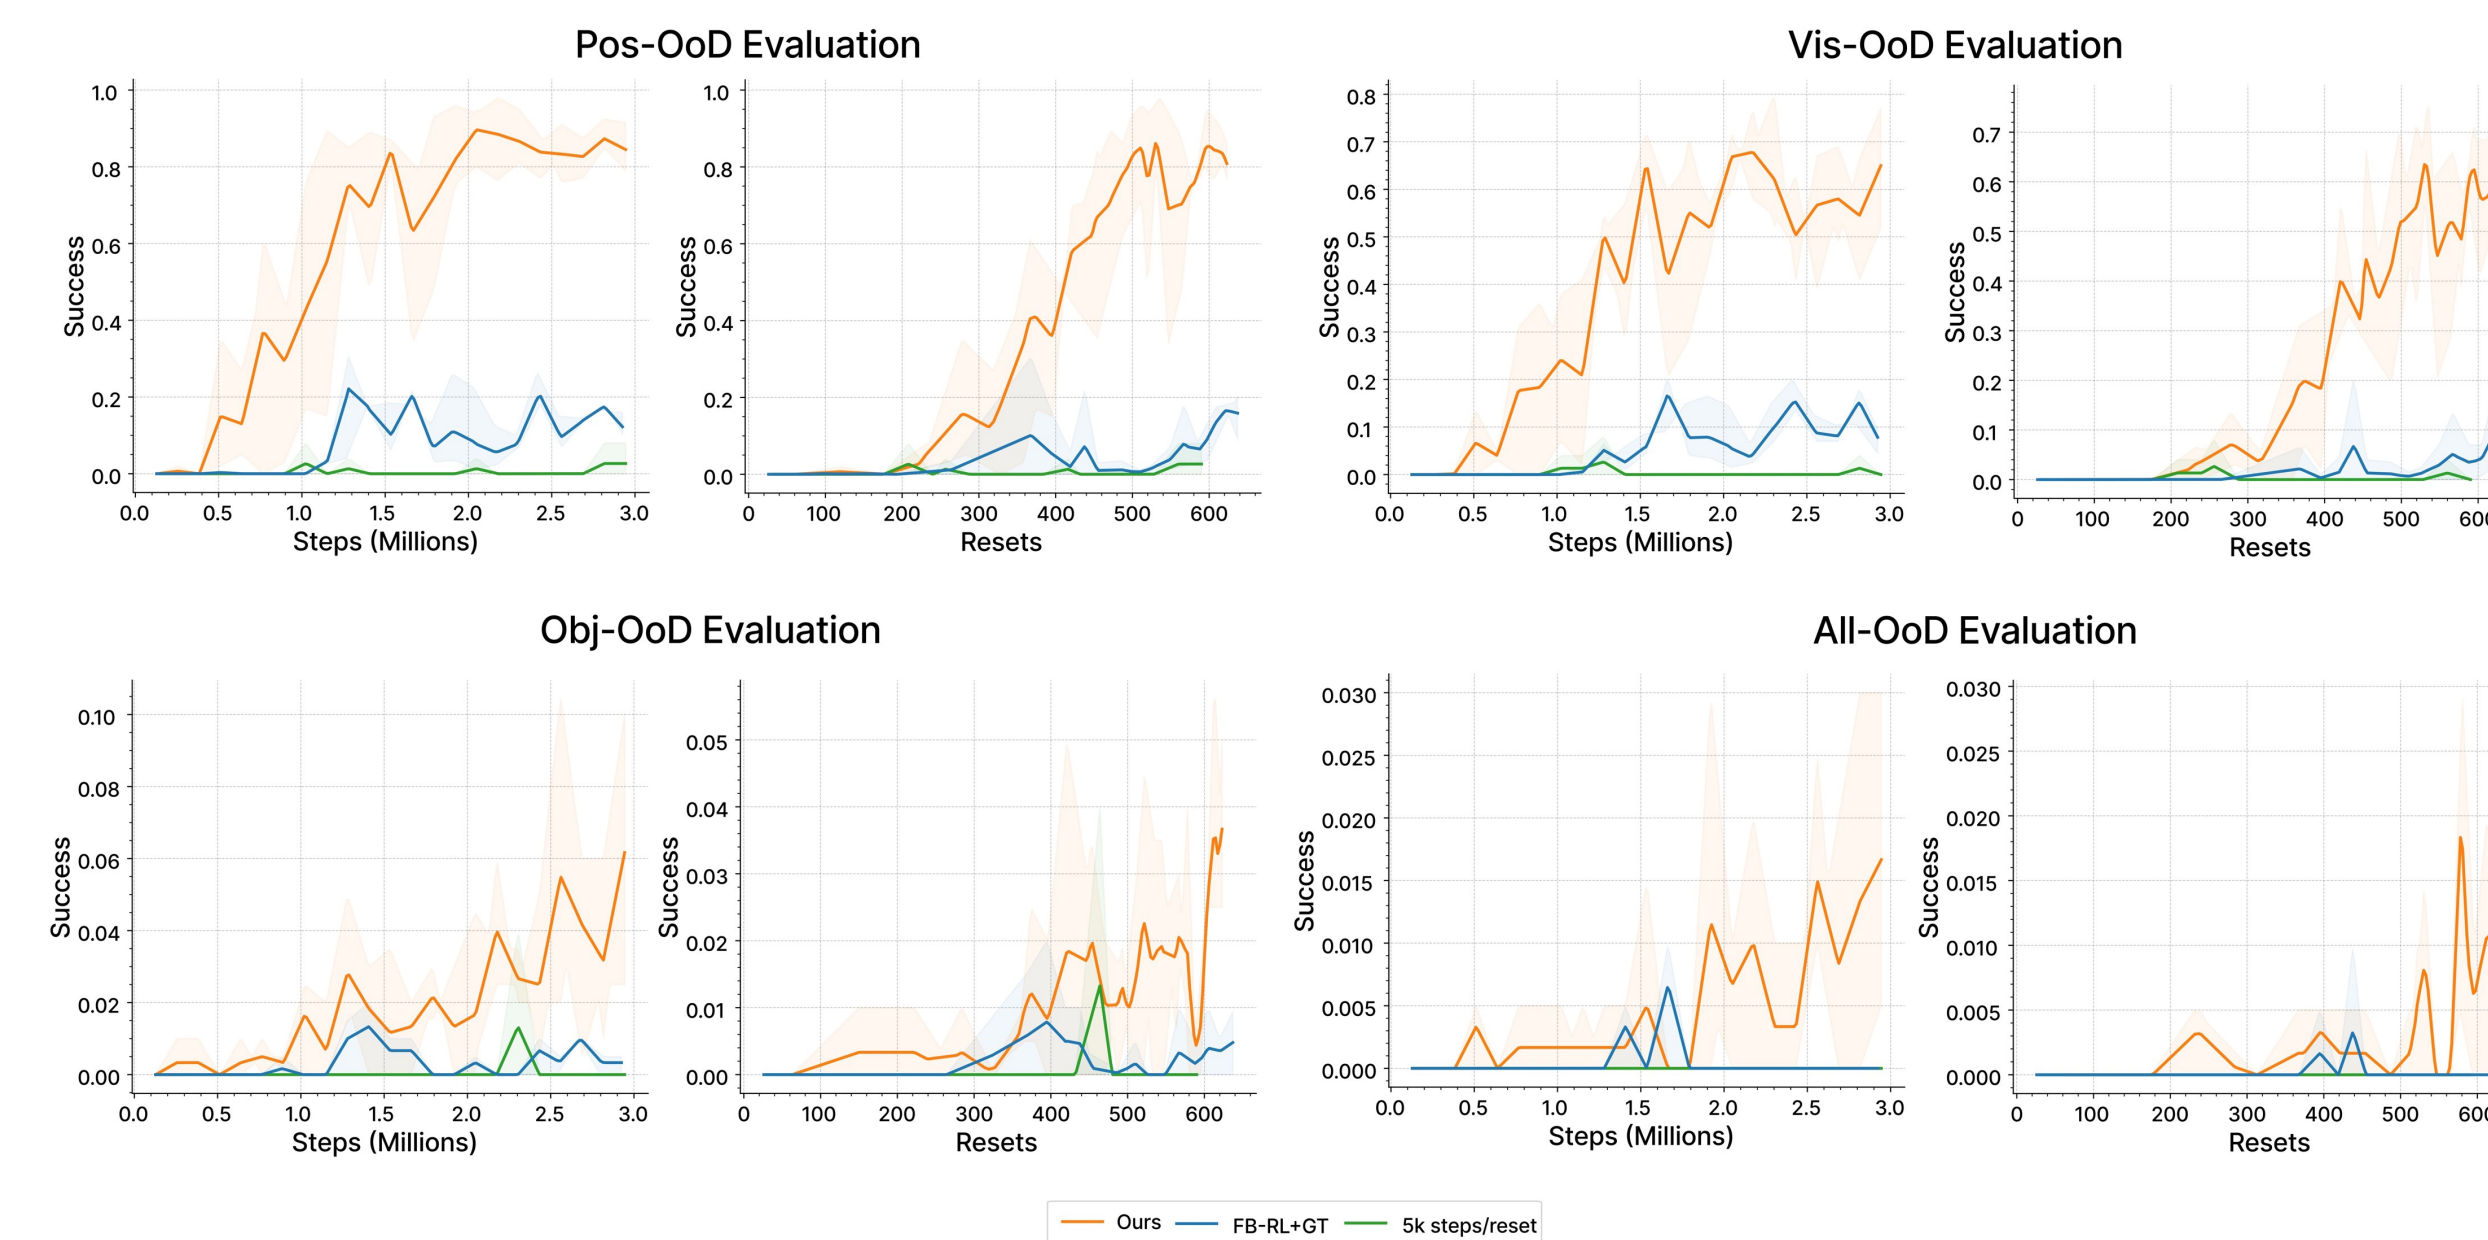 Pos-OoD Evaluation
Vis-OoD Evaluation
Success
1.0
0.8
0.6
0.4
0.2
0.0
0.0 0.5 1.0 1.5 2.0 2.5 3.0
Steps (Millions)
Success
1.0
0.8
0.6
0.4
0.2
0.0
0 100 200 300 400 500 600
Resets
Success
0.8
0.7
0.6
0.5
0.4
0.3
0.2
0.1
0.0
0.0 0.5 1.0 1.5 2.0 2.5 3.0
Steps (Millions)
Success
0.7
0.6
0.5
0.4
0.3
0.2
0.1
0.0
0 100 200 300 400 500
Resets
Obj-OoD Evaluation
All-OoD Evaluation
Success
0.10
0.08
0.06
0.04
0.02
0.00
0.0 0.5 1.0 1.5 2.0 2.5 3.0
Steps (Millions)
Success
0.05
0.04
0.03
0.02
0.01
0.00
0 100 200 300 400 500 600
Resets
Success
0.030
0.025
0.020
0.015
0.010
0.005
0.000
0.0 0.5 1.0 1.5 2.0 2.5 3.0
Steps (Millions)
Success
0.030
0.025
0.020
0.015
0.010
0.005
0.000
0 100 200 300 400 500
Resets
Ours FB-RL+GT 5k steps/reset